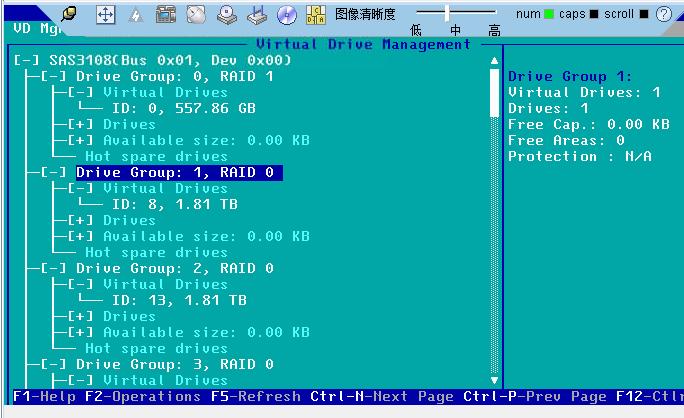 图像清晰度
低 中 高
num caps scroll
VD Mgm
Virtual Drive Management
[-] SAS3108(Bus 0x01, Dev 0x00)
[-] Drive Group: 0, RAID 1
[-] Virtual Drives
ID: 0, 557.86 GB
[+] Drives
[+] Available size: 0.00 KB
Hot spare drives
[-] Drive Group: 1, RAID 0
[-] Virtual Drives
ID: 8, 1.81 TB
[+] Drives
[+] Available size: 0.00 KB
Hot spare drives
[-] Drive Group: 2, RAID 0
[-] Virtual Drives
ID: 13, 1.81 TB
[+] Drives
[+] Available size: 0.00 KB
Hot spare drives
[-] Drive Group: 3, RAID 0
[-] Virtual Drives
Drive Group 1:
Virtual Drives: 1
Drives: 1
Free Cap.: 0.00 KB
Free Areas: 0
Protection : N/A
F1-Help F2-Operations F5-Refresh Ctrl-N-Next Page Ctrl-P-Prev Page F12-Ctlr